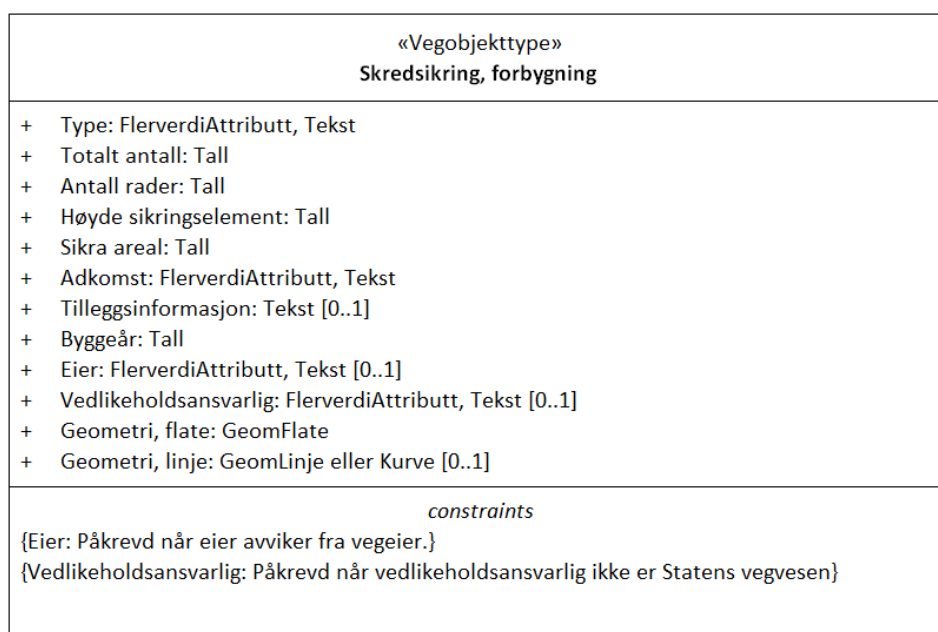 «Vegobjekttype»
Skredsikring, forbygning
+ Type: FlerverdiAttributt, Tekst
+ Totalt antall: Tall
+ Antall rader: Tall
+ Høyde sikringselement: Tall
+ Sikra areal: Tall
+ Adkomst: FlerverdiAttributt, Tekst
+ Tilleggsinformasjon: Tekst [0..1]
+ Byggeår: Tall
+ Eier: FlerverdiAttributt, Tekst [0..1]
+ Vedlikeholdsansvarlig: FlerverdiAttributt, Tekst [0..1]
+ Geometri, flate: GeomFlate
+ Geometri, linje: GeomLinje eller Kurve [0..1]
constraints
{Eier: Påkrevd når eier avviker fra vegeier.}
{Vedlikeholdsansvarlig: Påkrevd når vedlikeholdsansvarlig ikke er Statens vegvesen}